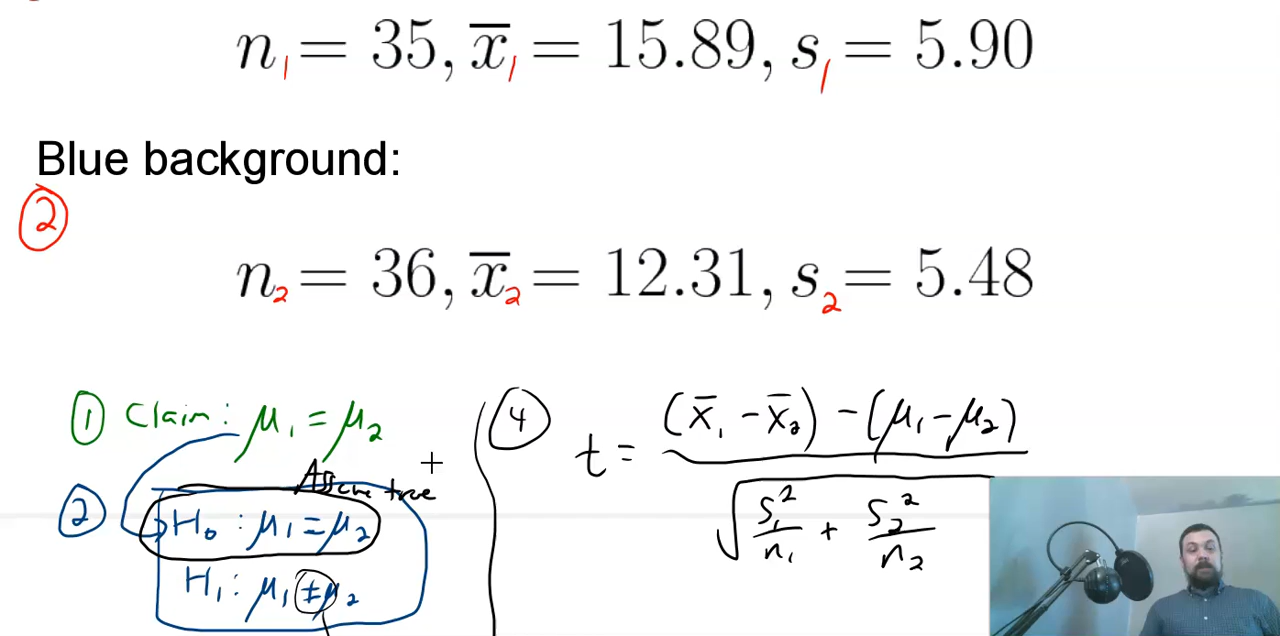 n₁ = 35, x̄₁ = 15.89, s₁ = 5.90
Blue background:
②
n₂ = 36, x̄₂ = 12.31, s₂ = 5.48
① Claim: μ₁ = μ₂
Assume true
② H₀ : μ₁ = μ₂
H₁ : μ₁ ≠ μ₂
④ t = ((x̄₁ - x̄₂) - (μ₁ - μ₂)) / √(s₁²/n₁ + s₂²/n₂)